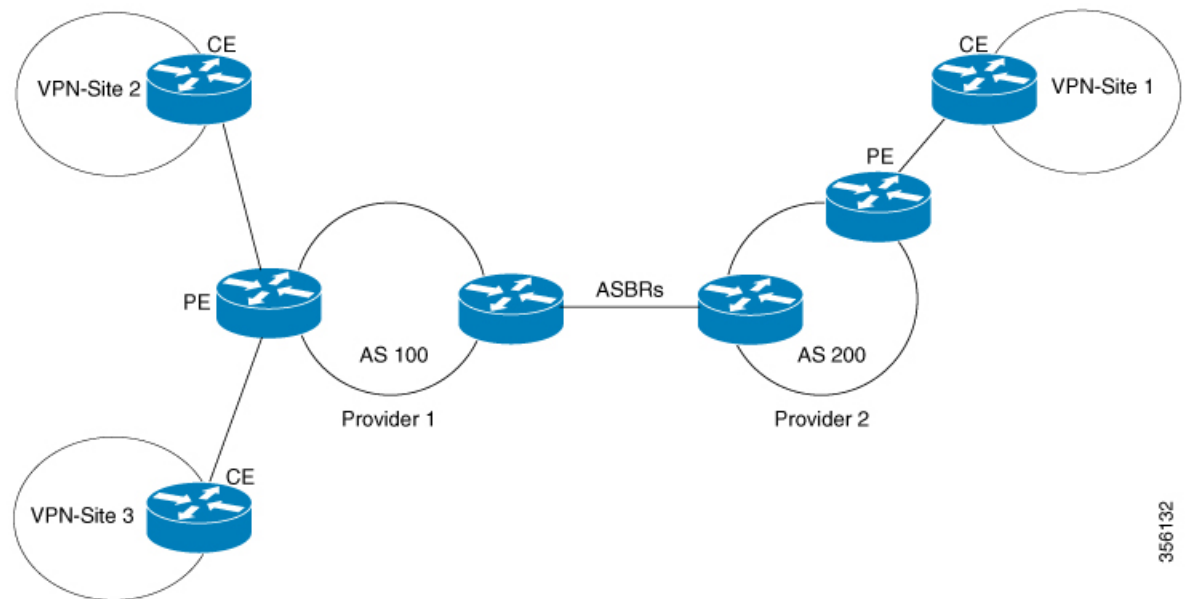 CE
CE
VPN-Site 2
VPN-Site 1
PE
PE
ASBRs
AS 100
AS 200
Provider 1
Provider 2
CE
VPN-Site 3
356132